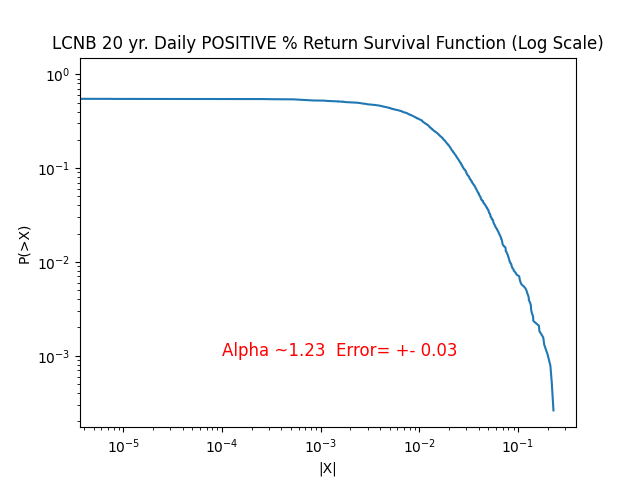 LCNB 20 yr. Daily POSITIVE % Return Survival Function (Log Scale)
10⁰
10⁻¹
10⁻²
10⁻³
P(>X)
Alpha ~1.23  Error= +- 0.03
10⁻⁵ 10⁻⁴ 10⁻³ 10⁻² 10⁻¹
|X|